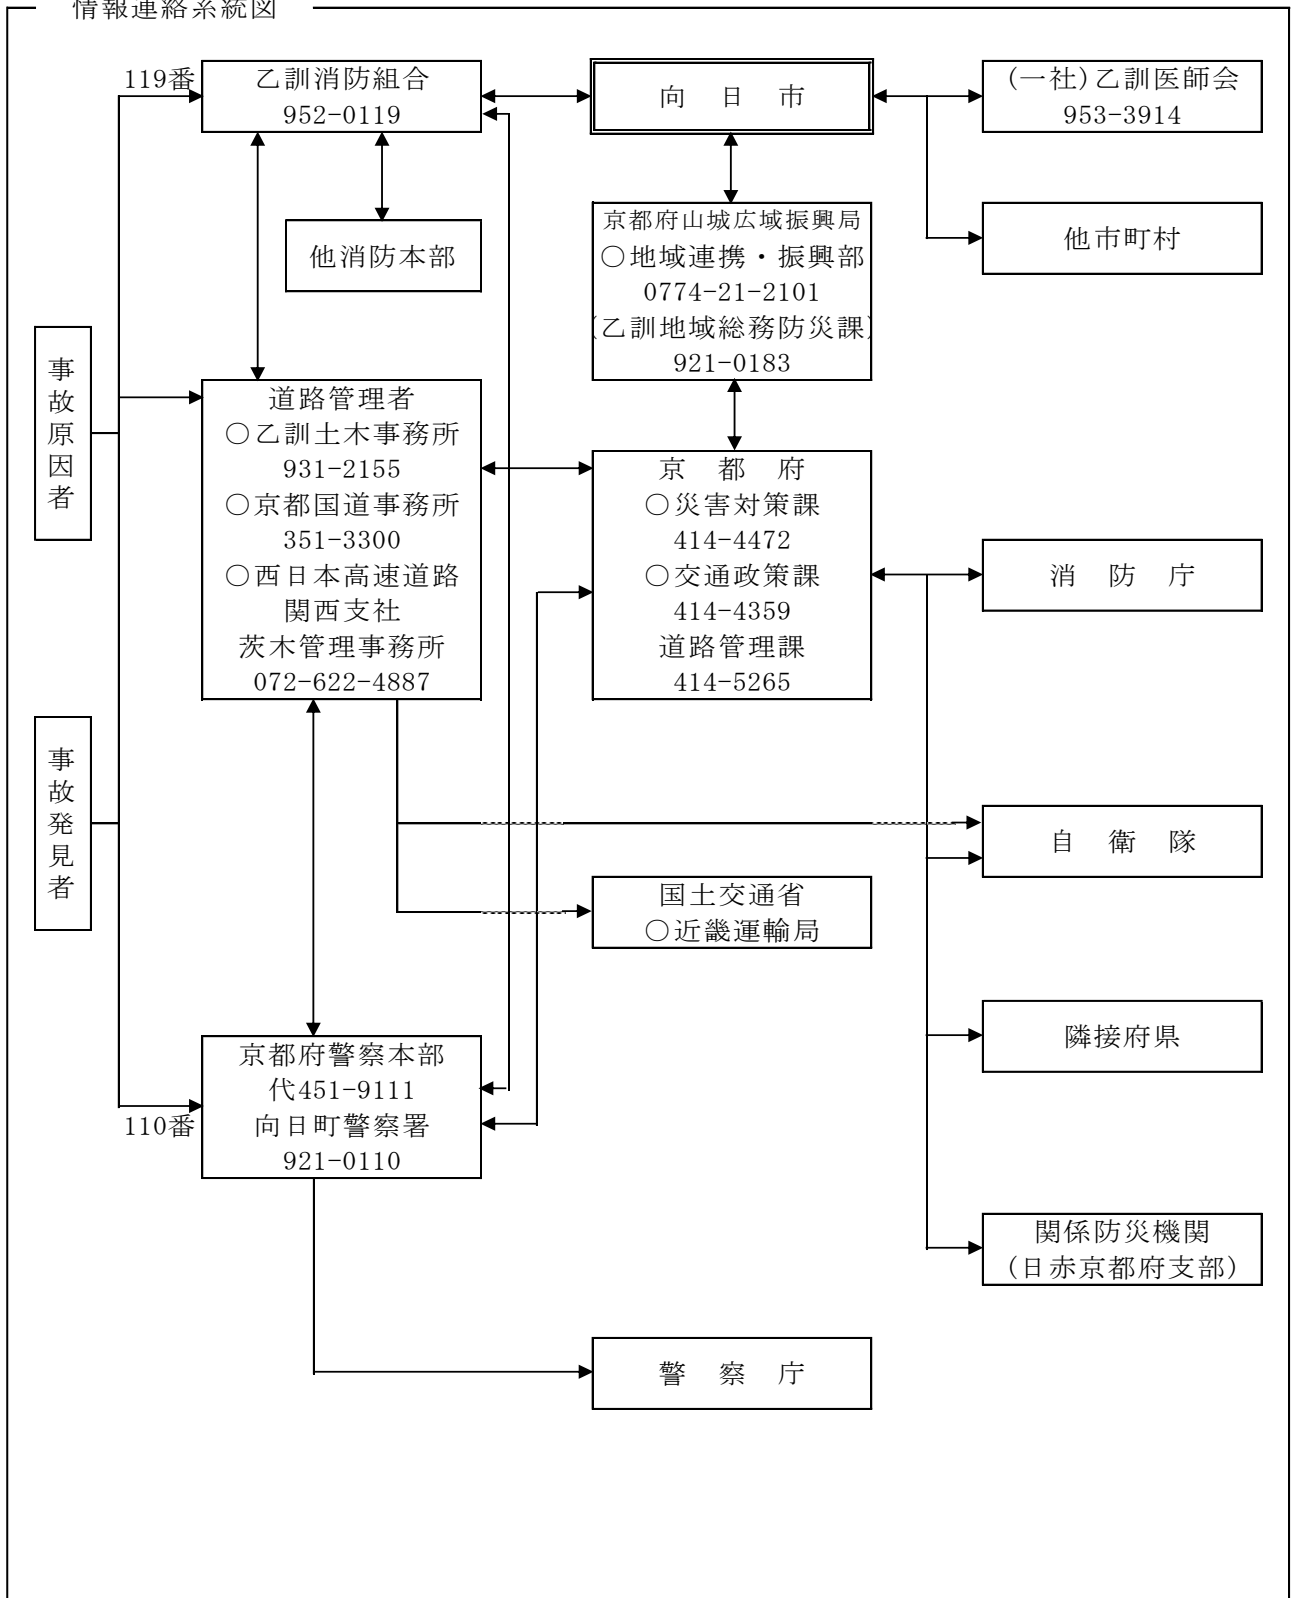 情報連絡系統図
119番
乙訓消防組合
952-0119
向　日　市
(一社)乙訓医師会
953-3914
他消防本部
京都府山城広域振興局
○地域連携・振興部
0774-21-2101
(乙訓地域総務防災課)
921-0183
他市町村
事故原因者
道路管理者
○乙訓土木事務所
931-2155
○京都国道事務所
351-3300
○西日本高速道路
関西支社
茨木管理事務所
072-622-4887
京　都　府
○災害対策課
414-4472
○交通政策課
414-4359
道路管理課
414-5265
消　防　庁
事故発見者
自　衛　隊
国土交通省
○近畿運輸局
隣接府県
110番
京都府警察本部
代451-9111
向日町警察署
921-0110
関係防災機関
(日赤京都府支部)
警　察　庁